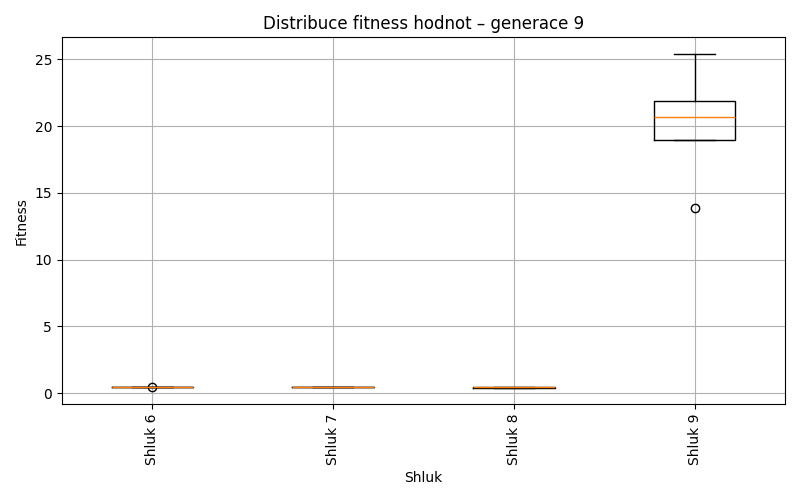 Distribuce fitness hodnot – generace 9
Fitness
25
20
15
10
5
0
Shluk 6
Shluk 7
Shluk 8
Shluk 9
Shluk